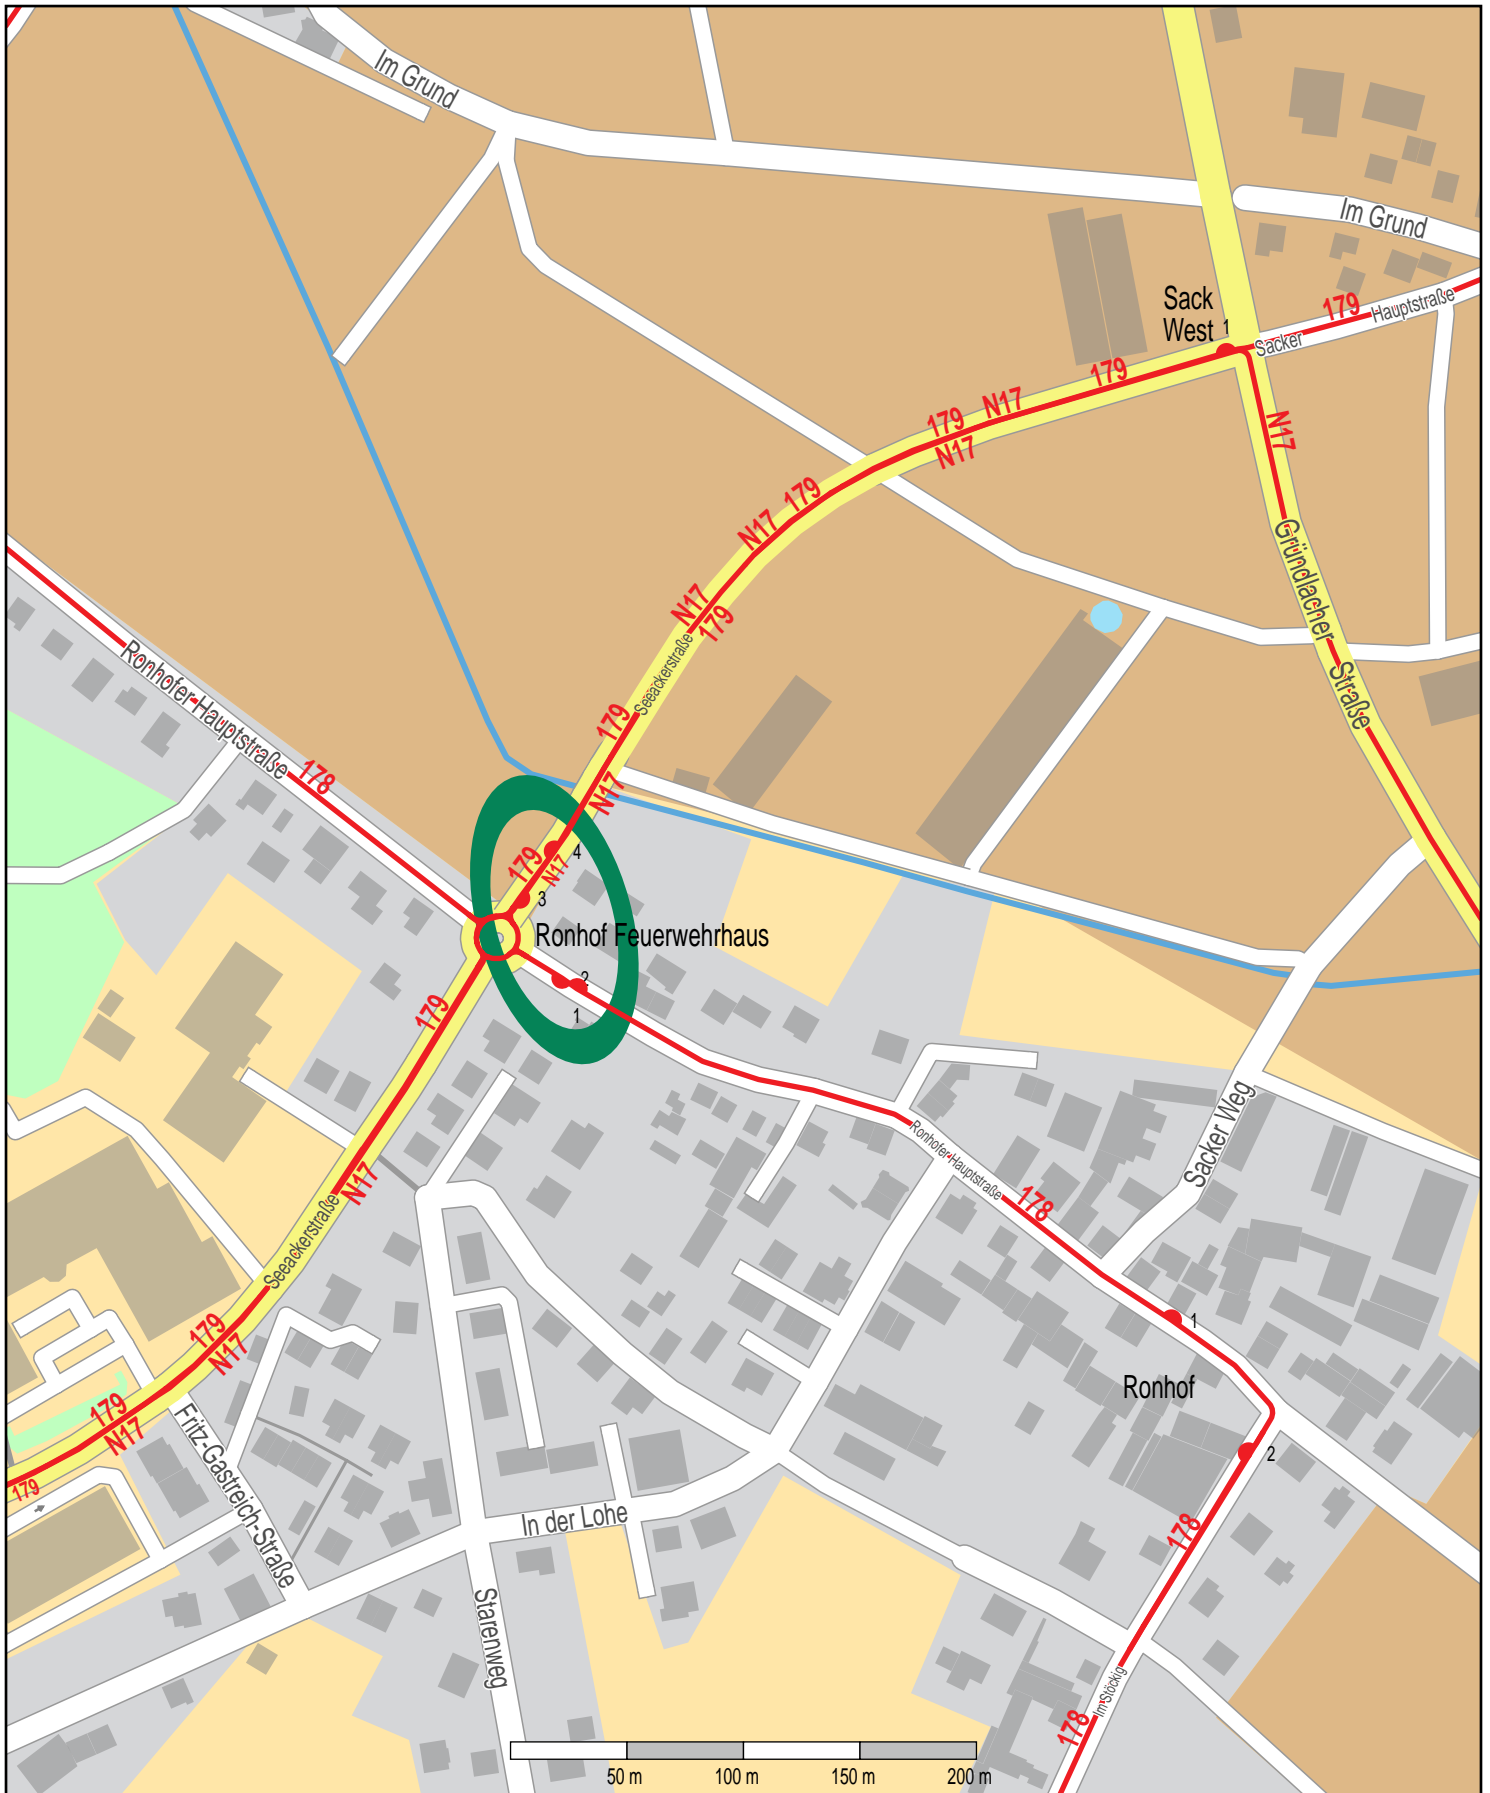 Im Grund
Im Grund
Sack
West
1
179
Hauptstraße
Sacker
179
N17
179
N17
N17
179
N17
N17
179
Gründlacher
Straße
Seeäckerstraße
179
N17
Ronhofer Hauptstraße
178
4
179
N17
3
Ronhof Feuerwehrhaus
2
1
179
N17
Seeackerstraße
Ronhofer Hauptstraße
178
Sacker Weg
1
Ronhof
2
179
N17
179
N17
179
Fritz-Gastreich-Straße
In der Lohe
Starenweg
178
Im Stöckig
178
50 m
100 m
150 m
200 m